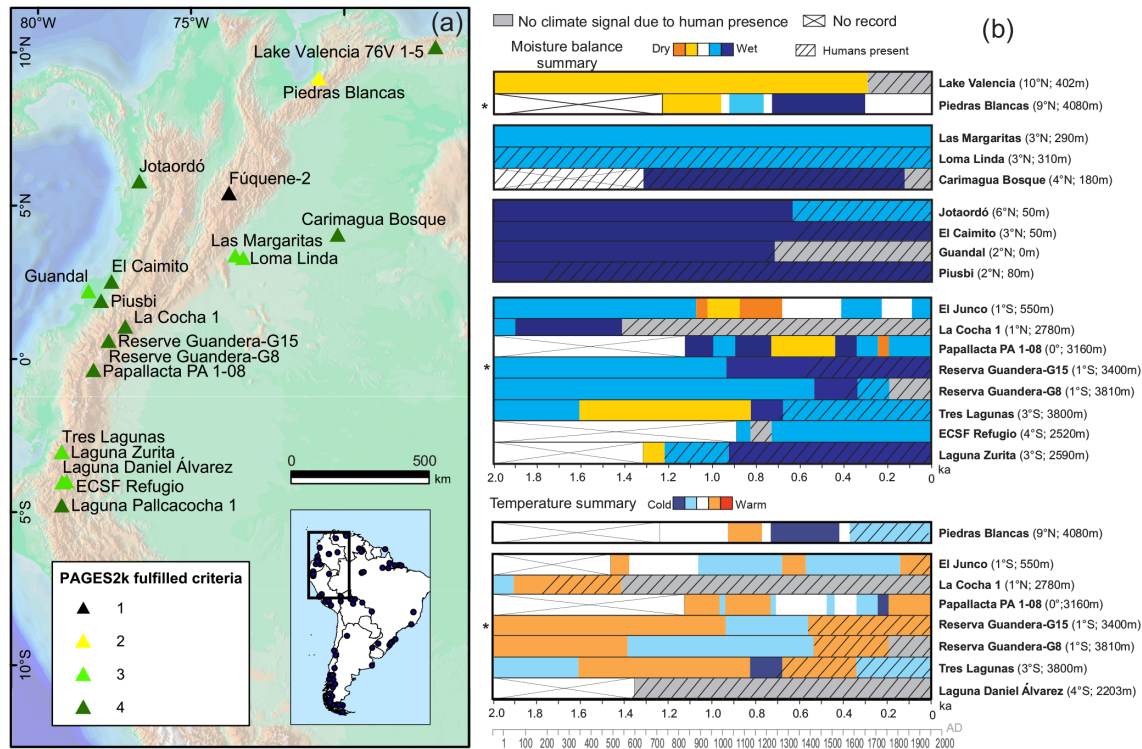 80°W
75°W
(a)
10°N
5°N
0°
5°S
10°S
Lake Valencia 76V 1-5
Piedras Blancas
Jotaordó
Fúquene-2
Carimagua Bosque
Las Margaritas
Loma Linda
Guandal
El Caimito
Piusbi
La Cocha 1
Reserve Guandera-G15
Reserve Guandera-G8
Papallacta PA 1-08
Tres Lagunas
Laguna Zurita
Laguna Daniel Álvarez
ECSF Refugio
Laguna Pallcacocha 1
0 500
km
PAGES2k fulfilled criteria
1
2
3
4
No climate signal due to human presence
No record
(b)
Moisture balance
summary
Dry
Wet
Humans present
Lake Valencia (10°N; 402m)
* Piedras Blancas (9°N; 4080m)
Las Margaritas (3°N; 290m)
Loma Linda (3°N; 310m)
Carimagua Bosque (4°N; 180m)
Jotaordó (6°N; 50m)
El Caimito (3°N; 50m)
Guandal (2°N; 0m)
Piusbi (2°N; 80m)
El Junco (1°S; 550m)
La Cocha 1 (1°N; 2780m)
Papallacta PA 1-08 (0°; 3160m)
* Reserva Guandera-G15 (1°S; 3400m)
Reserva Guandera-G8 (1°S; 3810m)
Tres Lagunas (3°S; 3800m)
ECSF Refugio (4°S; 2520m)
Laguna Zurita (3°S; 2590m)
2.0 1.8 1.6 1.4 1.2 1.0 0.8 0.6 0.4 0.2 0
ka
Temperature summary
Cold
Warm
Piedras Blancas (9°N; 4080m)
El Junco (1°S; 550m)
La Cocha 1 (1°N; 2780m)
Papallacta PA 1-08 (0°;3160m)
* Reserva Guandera-G15 (1°S; 3400m)
Reserva Guandera-G8 (1°S; 3810m)
Tres Lagunas (3°S; 3800m)
Laguna Daniel Álvarez (4°S; 2203m)
2.0 1.8 1.6 1.4 1.2 1.0 0.8 0.6 0.4 0.2 0
ka
AD
1 100 200 300 400 500 600 700 800 900 1000 1100 1200 1300 1400 1500 1600 1700 1800 1900 2000